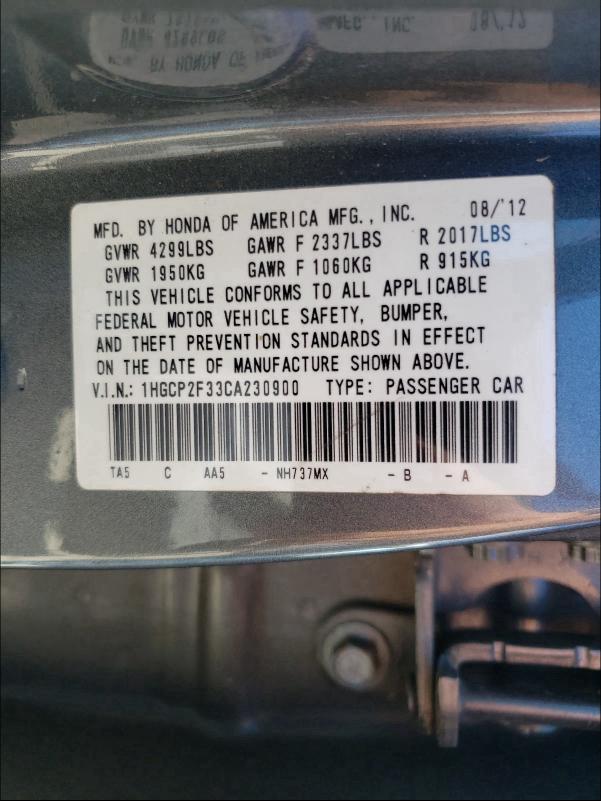 MFD. BY HONDA OF AMERICA MFG., INC. 08/'12
GVWR 4299LBS GAWR F 2337LBS R 2017LBS
GVWR 1950KG GAWR F 1060KG R 915KG
THIS VEHICLE CONFORMS TO ALL APPLICABLE
FEDERAL MOTOR VEHICLE SAFETY, BUMPER,
AND THEFT PREVENTION STANDARDS IN EFFECT
ON THE DATE OF MANUFACTURE SHOWN ABOVE.
V.I.N.: 1HGCP2F33CA230900 TYPE: PASSENGER CAR
TA5 C AA5 - NH737MX - B - A